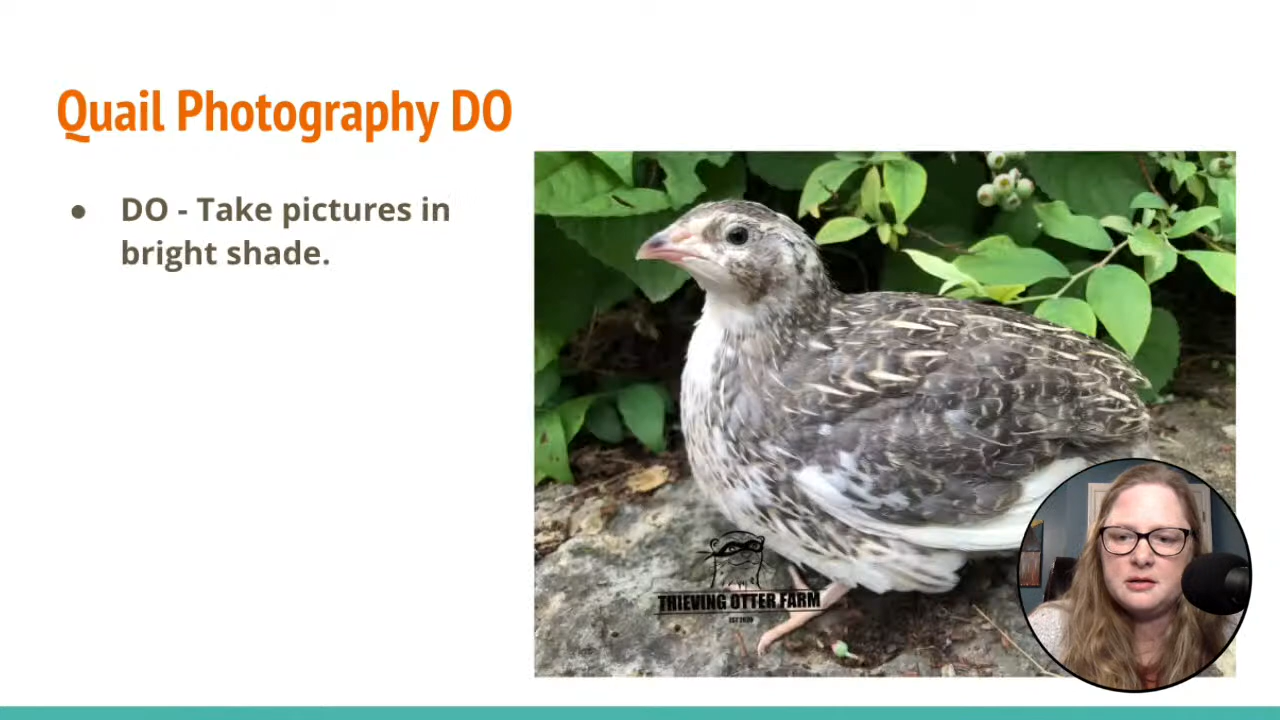 Quail Photography DO
● DO - Take pictures in
bright shade.
THIEVING OTTER FARM